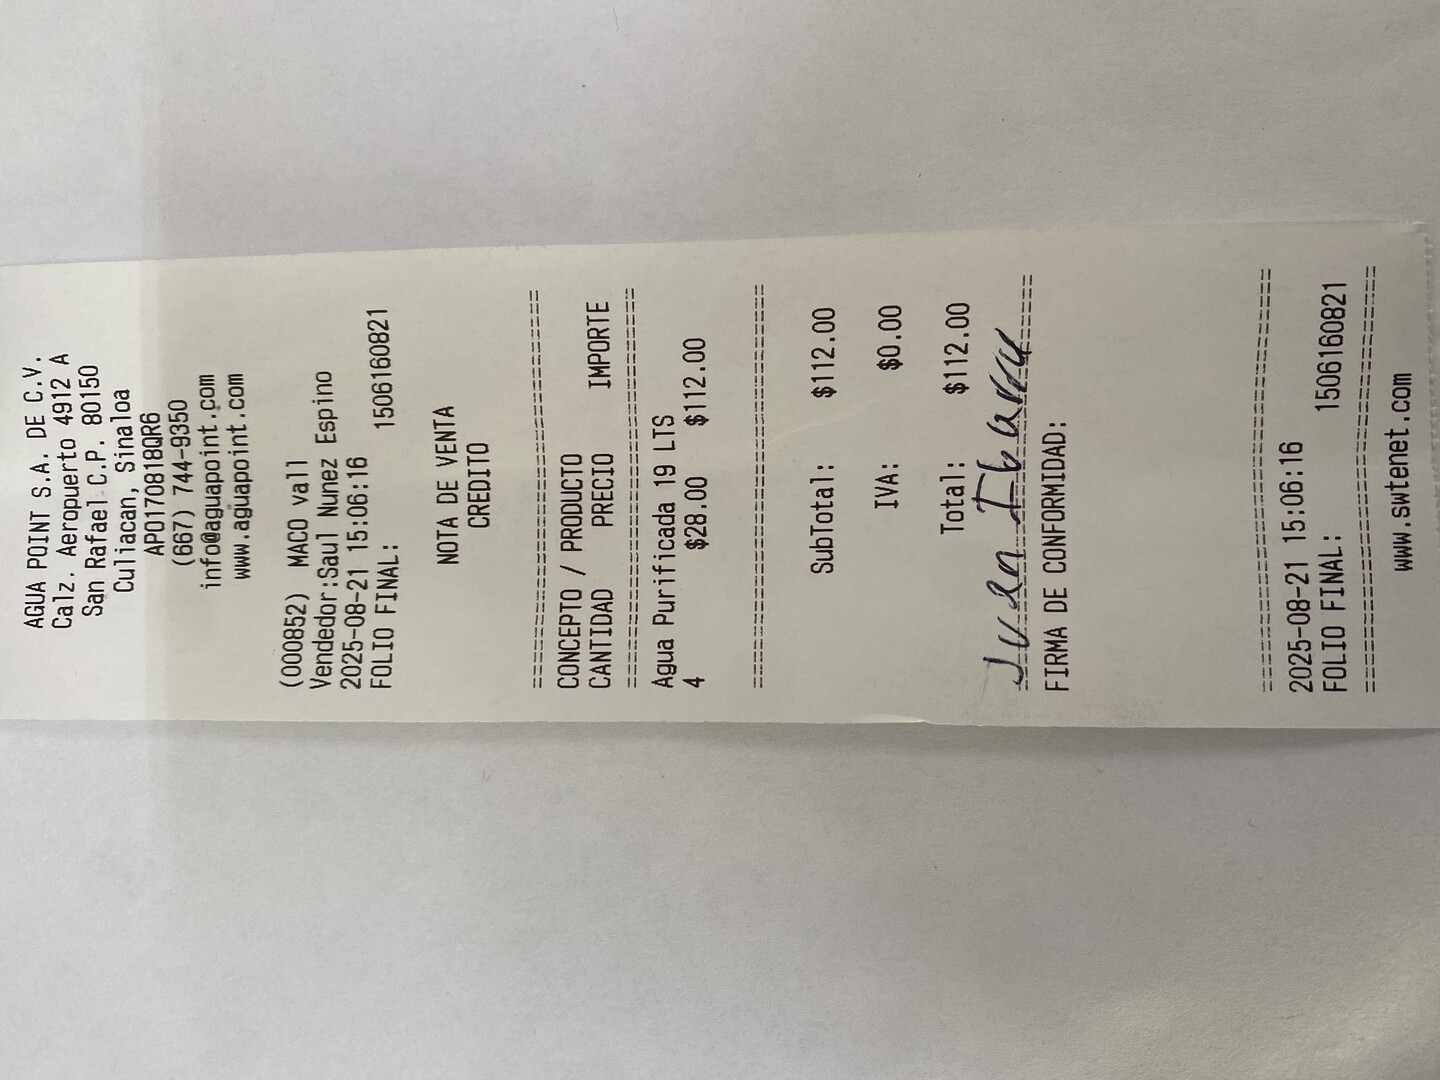 AGUA POINT S.A. DE C.V.
Calz. Aeropuerto 4912 A
San Rafael C.P. 80150
Culiacan, Sinaloa
APO170818QR6
(667) 744-9350
info@aguapoint.com
www.aguapoint.com
(000852) MACO vall
Vendedor:Saul Nunez Espino
2025-08-21 15:06:16
FOLIO FINAL: 1506160821
NOTA DE VENTA
CREDITO
==============================
CONCEPTO / PRODUCTO
CANTIDAD PRECIO IMPORTE
==============================
Agua Purificada 19 LTS
4 $28.00 $112.00
==============================
SubTotal: $112.00
IVA: $0.00
Total: $112.00
Juan Ibarra
==============================
FIRMA DE CONFORMIDAD:
==============================
2025-08-21 15:06:16
FOLIO FINAL: 1506160821
==============================
www.swtenet.com